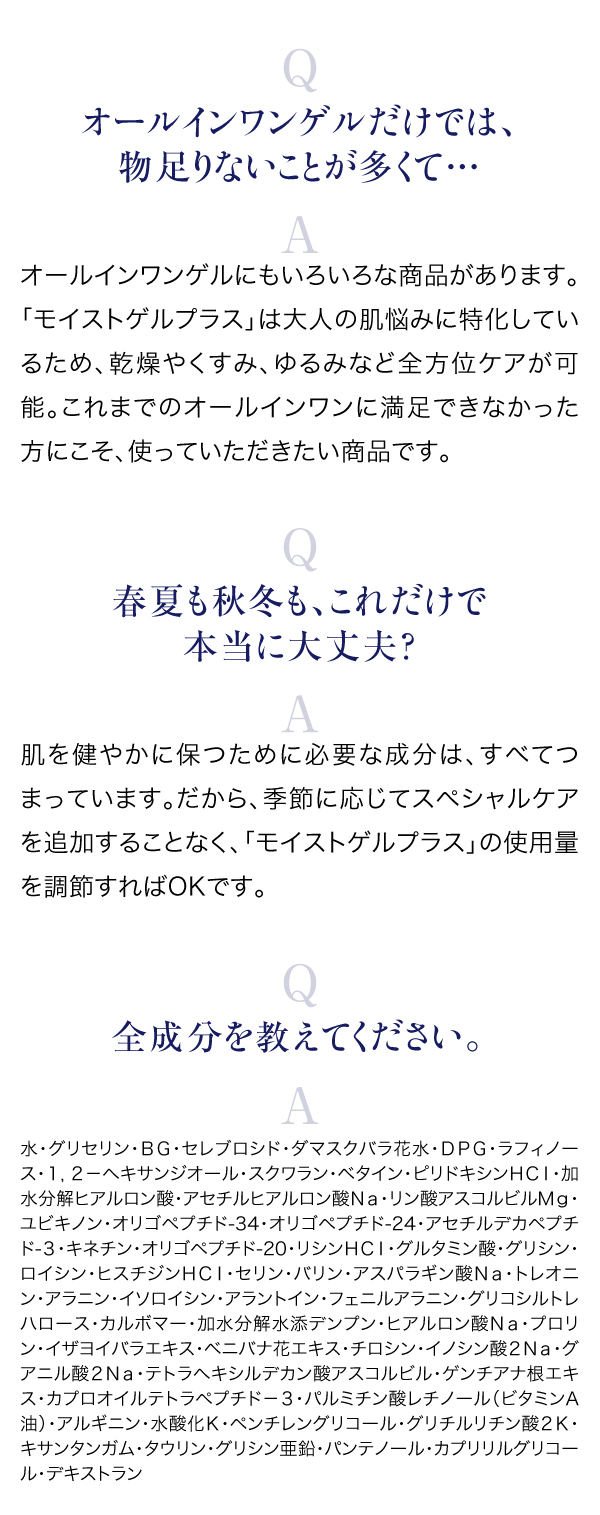 Q
オールインワンゲルだけでは、
物足りないことが多くて…
A
オールインワンゲルにもいろいろな商品があります。
「モイストゲルプラス」は大人の肌悩みに特化してい
るため、乾燥やくすみ、ゆるみなど全方位ケアが可
能。これまでのオールインワンに満足できなかった
方にこそ、使っていただきたい商品です。
Q
春夏も秋冬も、これだけで
本当に大丈夫？
A
肌を健やかに保つために必要な成分は、すべてつ
まっています。だから、季節に応じてスペシャルケア
を追加することなく、「モイストゲルプラス」の使用量
を調節すればOKです。
Q
全成分を教えてください。
A
水・グリセリン・ＢＧ・セレブロシド・ダマスクバラ花水・ＤＰＧ・ラフィノー
ス・１，２－ヘキサンジオール・スクワラン・ベタイン・ピリドキシンＨＣｌ・加
水分解ヒアルロン酸・アセチルヒアルロン酸Ｎａ・リン酸アスコルビルＭｇ・
ユビキノン・オリゴペプチド-34・オリゴペプチド-24・アセチルデカペプチ
ド-3・キネチン・オリゴペプチド-20・リシンＨＣｌ・グルタミン酸・グリシン・
ロイシン・ヒスチジンＨＣｌ・セリン・バリン・アスパラギン酸Ｎａ・トレオニ
ン・アラニン・イソロイシン・アラントイン・フェニルアラニン・グリコシルトレ
ハロース・カルボマー・加水分解水添デンプン・ヒアルロン酸Ｎａ・プロリ
ン・イザヨイバラエキス・ベニバナ花エキス・チロシン・イノシン酸２Ｎａ・グ
アニル酸２Ｎａ・テトラヘキシルデカン酸アスコルビル・ゲンチアナ根エキ
ス・カプロオイルテトラペプチド－３・パルミチン酸レチノール（ビタミンＡ
油）・アルギニン・水酸化Ｋ・ペンチレングリコール・グリチルリチン酸２Ｋ・
キサンタンガム・タウリン・グリシン亜鉛・パンテノール・カプリリルグリコー
ル・デキストラン